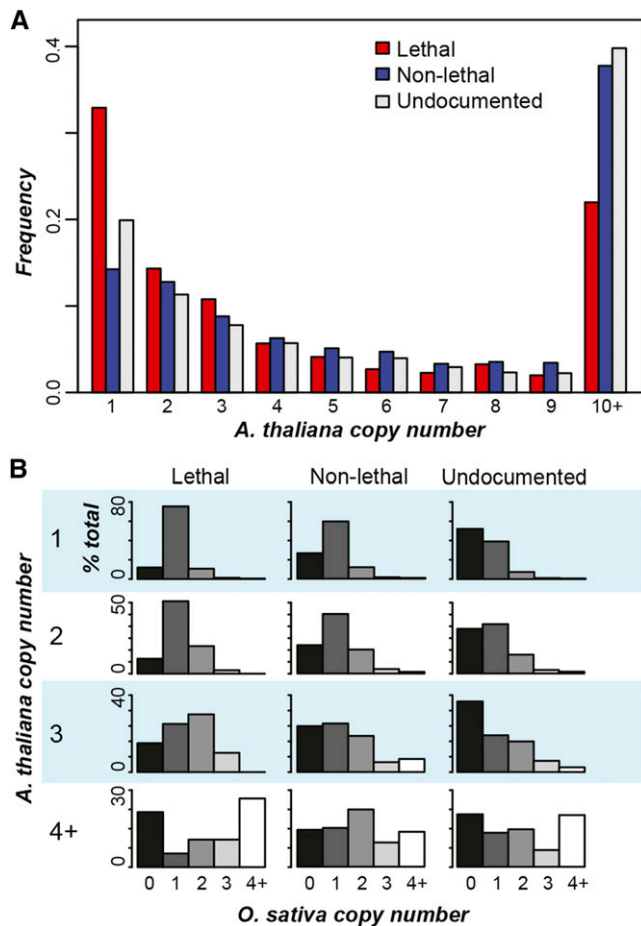 A
Frequency
0.4
0.2
0.0
Lethal
Non-lethal
Undocumented
1 2 3 4 5 6 7 8 9 10+
A. thaliana copy number
B
Lethal Non-lethal Undocumented
A. thaliana copy number
% total
1
80
0
2
50
0
3
40
0
4+
30
0
0 1 2 3 4+ 0 1 2 3 4+ 0 1 2 3 4+
O. sativa copy number